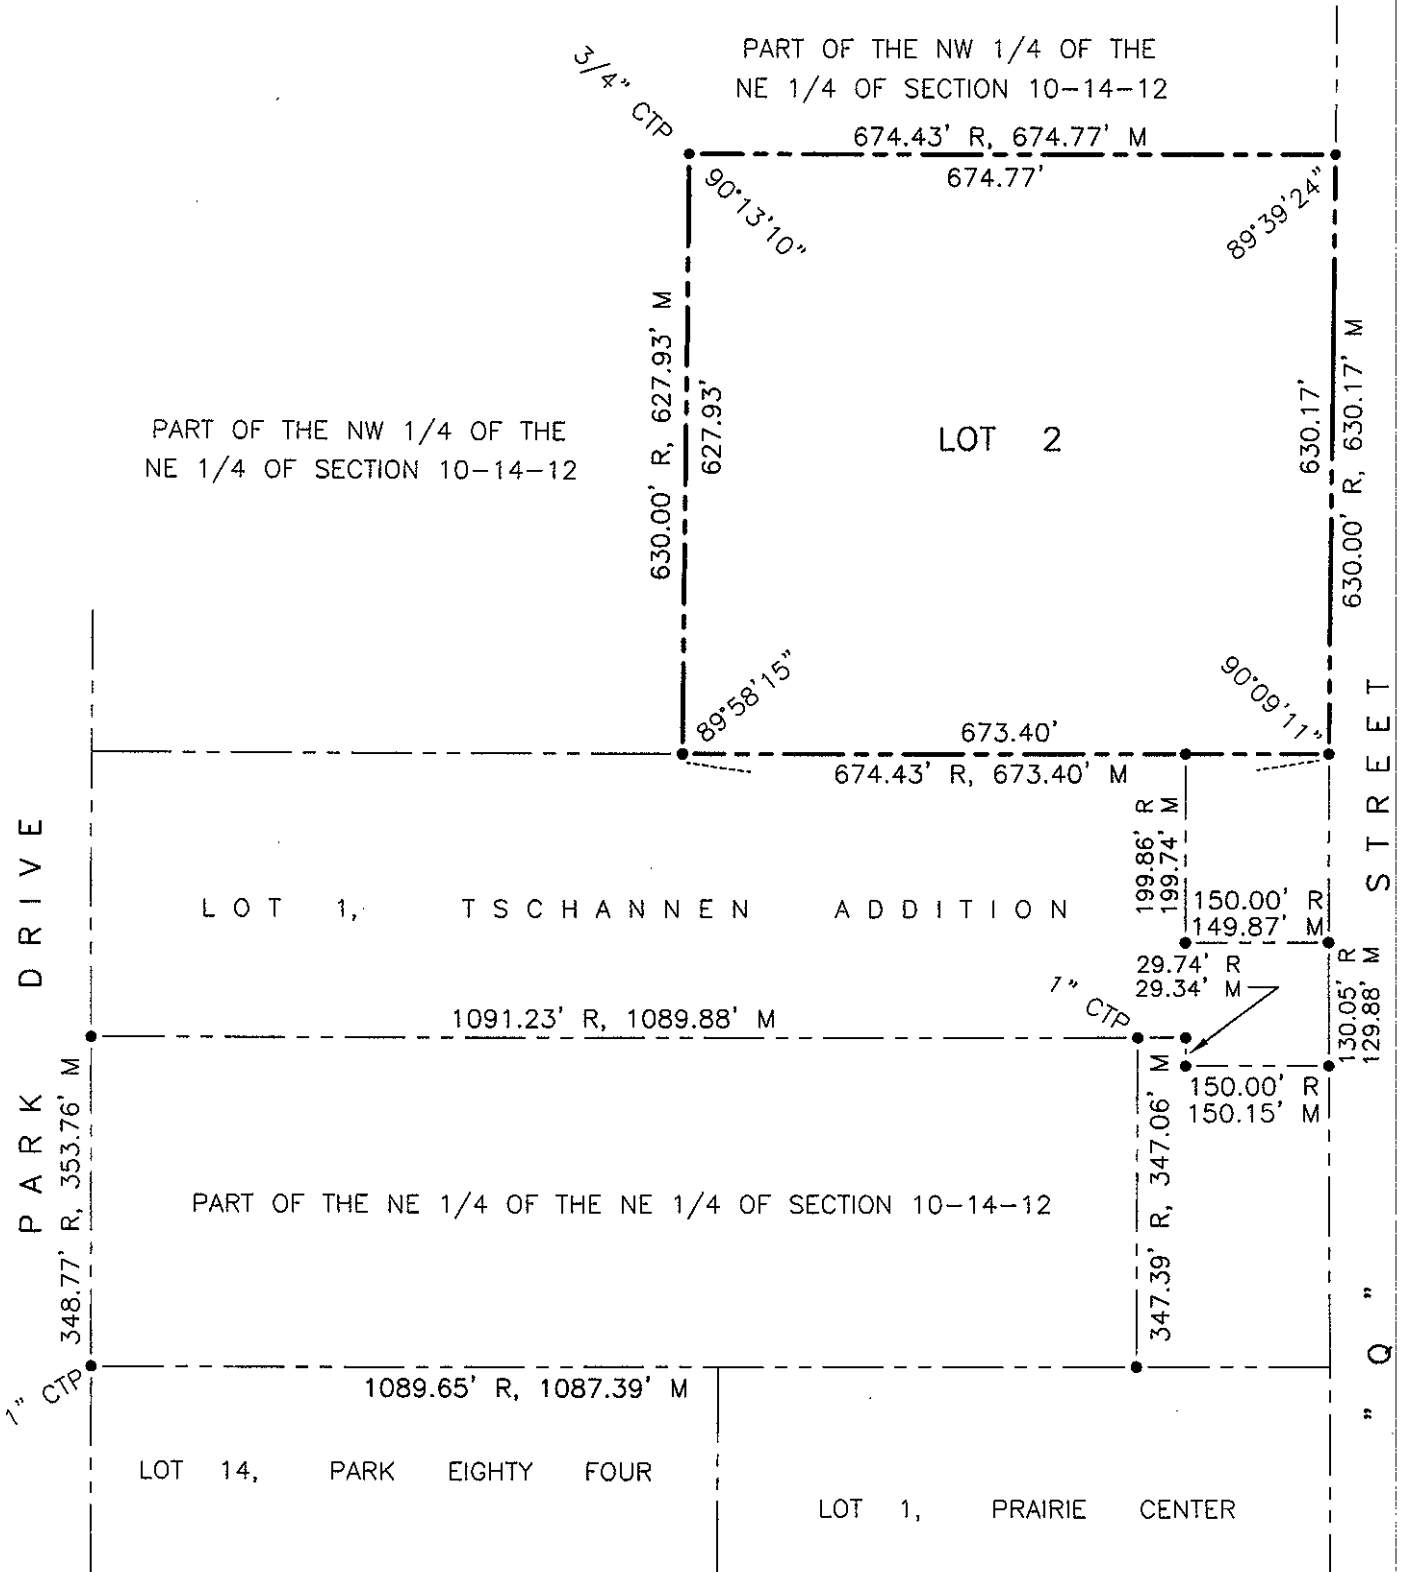 PART OF THE NW 1/4 OF THE
NE 1/4 OF SECTION 10-14-12
3/4" CTP
674.43' R, 674.77' M
674.77'
90°13'10"
89°39'24"
630.00' R, 627.93' M
627.93'
LOT 2
630.17'
630.00' R, 630.17' M
PART OF THE NW 1/4 OF THE
NE 1/4 OF SECTION 10-14-12
89°58'15"
90°09'11"
673.40'
674.43' R, 673.40' M
199.86' R
199.74' M
150.00' R
149.87' M
LOT 1, TSCHANNEN ADDITION
29.74' R
29.34' M
1" CTP
130.05' R
129.88' M
1091.23' R, 1089.88' M
150.00' R
150.15' M
PARK DRIVE
348.77' R, 353.76' M
347.39' R, 347.06' M
PART OF THE NE 1/4 OF THE NE 1/4 OF SECTION 10-14-12
"Q" STREET
1" CTP
1089.65' R, 1087.39' M
LOT 14, PARK EIGHTY FOUR
LOT 1, PRAIRIE CENTER